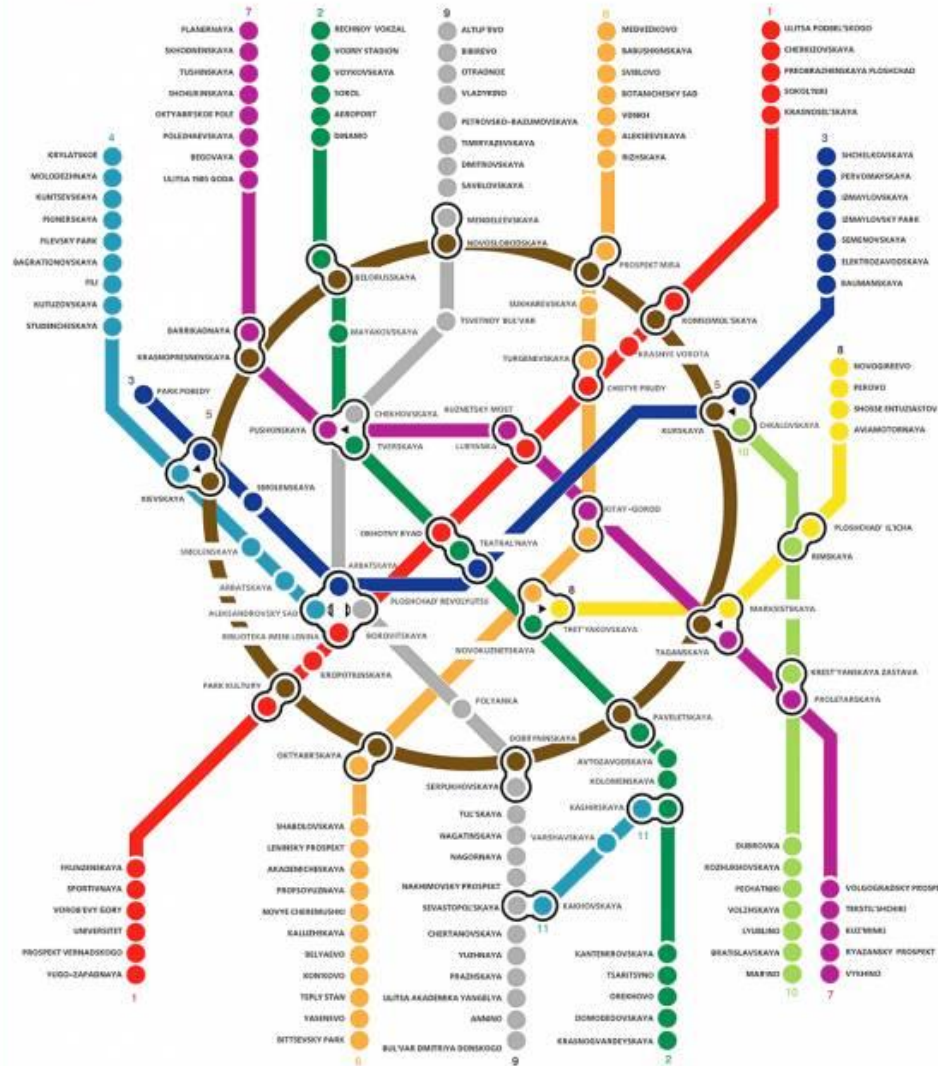 7
2
9
6
1
PLANERNAYA
SKHODNENSKAYA
TUSHINSKAYA
SHCHUKINSKAYA
OKTYABR'SKOE POLE
POLEZHAEVSKAYA
BEGOVAYA
ULITSA 1905 GODA
RECHNOY VOKZAL
VODNY STADION
VOYKOVSKAYA
SOKOL
AEROPORT
DINAMO
ALTUF'EVO
BIBIREVO
OTRADNOE
VLADYKINO
PETROVSKO-RAZUMOVSKAYA
TIMIRYAZEVSKAYA
DMITROVSKAYA
SAVELOVSKAYA
MENDELEEVSKAYA
NOVOSLOBODSKAYA
MEDVEDKOVO
BABUSHKINSKAYA
SVIBLOVO
BOTANICHESKY SAD
VDNKH
ALEKSEEVSKAYA
RIZHSKAYA
PROSPEKT MIRA
ULITSA PODBEL'SKOGO
CHERKIZOVSKAYA
PREOBRAZHENSKAYA PLOSHCHAD
SOKOL'NIKI
KRASNOSEL'SKAYA
4
KRYLATSKOE
MOLODEZHNAYA
KUNTSEVSKAYA
PIONERSKAYA
FILEVSKY PARK
BAGRATIONOVSKAYA
FILI
KUTUZOVSKAYA
STUDENCHESKAYA
3
SHCHELKOVSKAYA
PERVOMAYSKAYA
IZMAYLOVSKAYA
IZMAYLOVSKY PARK
SEMENOVSKAYA
ELEKTROZAVODSKAYA
BAUMANSKAYA
BELORUSSKAYA
MAYAKOVSKAYA
TSVETNOY BUL'VAR
SUKHAREVSKAYA
KOMSOMOL'SKAYA
KRASNYE VOROTA
TURGENEVSKAYA
CHISTYE PRUDY
BARRIKADNAYA
KRASNOPRESNENSKAYA
8
NOVOGIREEVO
PEROVO
SHOSSE ENTUZIASTOV
AVIAMOTORNAYA
3
PARK POBEDY
5
PUSHKINSKAYA
CHEKHOVSKAYA
TVERSKAYA
KUZNETSKY MOST
LUBYANKA
5
KURSKAYA
CHKALOVSKAYA
10
KIEVSKAYA
SMOLENSKAYA
SMOLENSKAYA
ARBATSKAYA
ARBATSKAYA
ALEKSANDROVSKY SAD
BIBLIOTEKA IMENI LENINA
BOROVITSKAYA
KROPOTKINSKAYA
PARK KULTURY
OKHOTNY RYAD
TEATRAL'NAYA
PLOSHCHAD' REVOLYUTSII
KITAY-GOROD
8
TRET'YAKOVSKAYA
NOVOKUZNETSKAYA
PLOSHCHAD' IL'ICHA
RIMSKAYA
MARKSISTSKAYA
TAGANSKAYA
KREST'YANSKAYA ZASTAVA
PROLETARSKAYA
POLYANKA
DOBRYNINSKAYA
SERPUKHOVSKAYA
PAVELETSKAYA
OKTYABR'SKAYA
AVTOZAVODSKAYA
KOLOMENSKAYA
KASHIRSKAYA
11
VARSHAVSKAYA
KAKHOVSKAYA
11
FRUNZENSKAYA
SPORTIVNAYA
VOROB'EVY GORY
UNIVERSITET
PROSPEKT VERNADSKOGO
YUGO-ZAPADNAYA
1
SHABOLOVSKAYA
LENINSKY PROSPEKT
AKADEMICHESKAYA
PROFSOYUZNAYA
NOVYE CHEREMUSHKI
KALUZHSKAYA
BELYAEVO
KON'KOVO
TEPLY STAN
YASENEVO
BITTSEVSKY PARK
6
TUL'SKAYA
NAGATINSKAYA
NAGORNAYA
NAKHIMOVSKY PROSPEKT
SEVASTOPOL'SKAYA
CHERTANOVSKAYA
YUZHNAYA
PRAZHSKAYA
ULITSA AKADEMIKA YANGELYA
ANNINO
BUL'VAR DMITRIYA DONSKOGO
9
KANTEMIROVSKAYA
TSARITSYNO
OREKHOVO
DOMODEDOVSKAYA
KRASNOGVARDEYSKAYA
2
DUBROVKA
KOZHUKHOVSKAYA
PECHATNIKI
VOLZHSKAYA
LYUBLINO
BRATISLAVSKAYA
MAR'INO
10
VOLGOGRADSKY PROSPE
TEKSTIL'SHCHIKI
KUZ'MINKI
RYAZANSKY PROSPEKT
VYKHINO
7